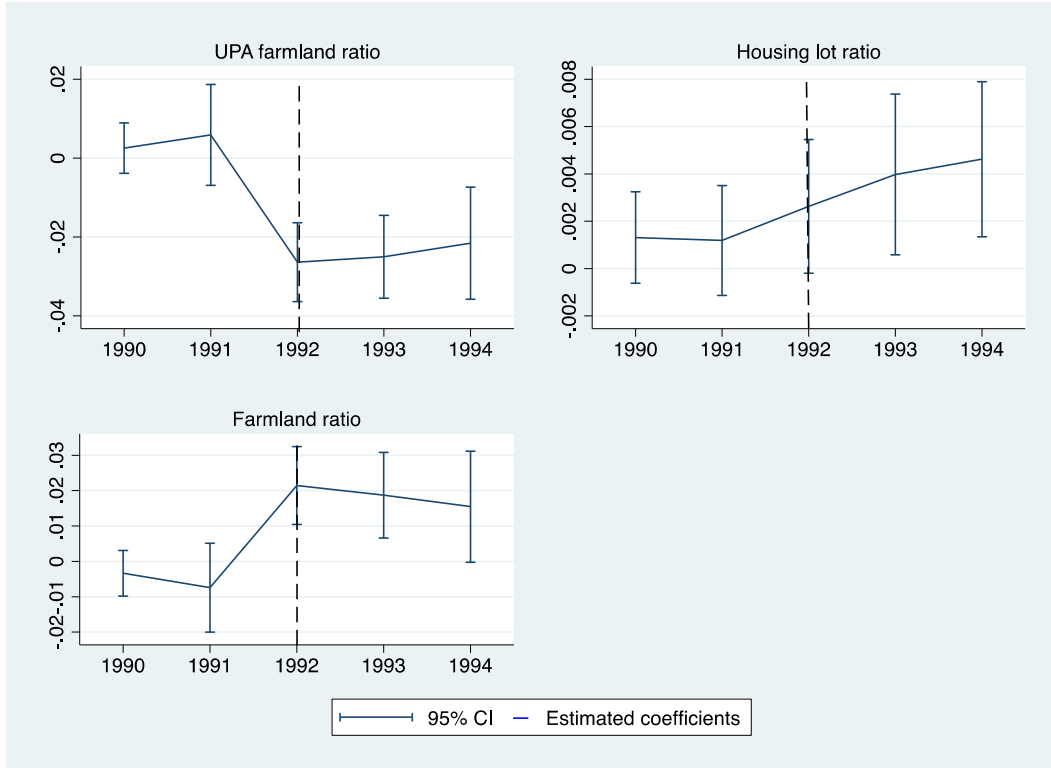 UPA farmland ratio
.02
0
-.02
-.04
1990 1991 1992 1993 1994
Housing lot ratio
.008
.006
.004
.002
0
-.002
1990 1991 1992 1993 1994
Farmland ratio
.03
.02
.01
0
-.01
-.02
1990 1991 1992 1993 1994
95% CI Estimated coefficients